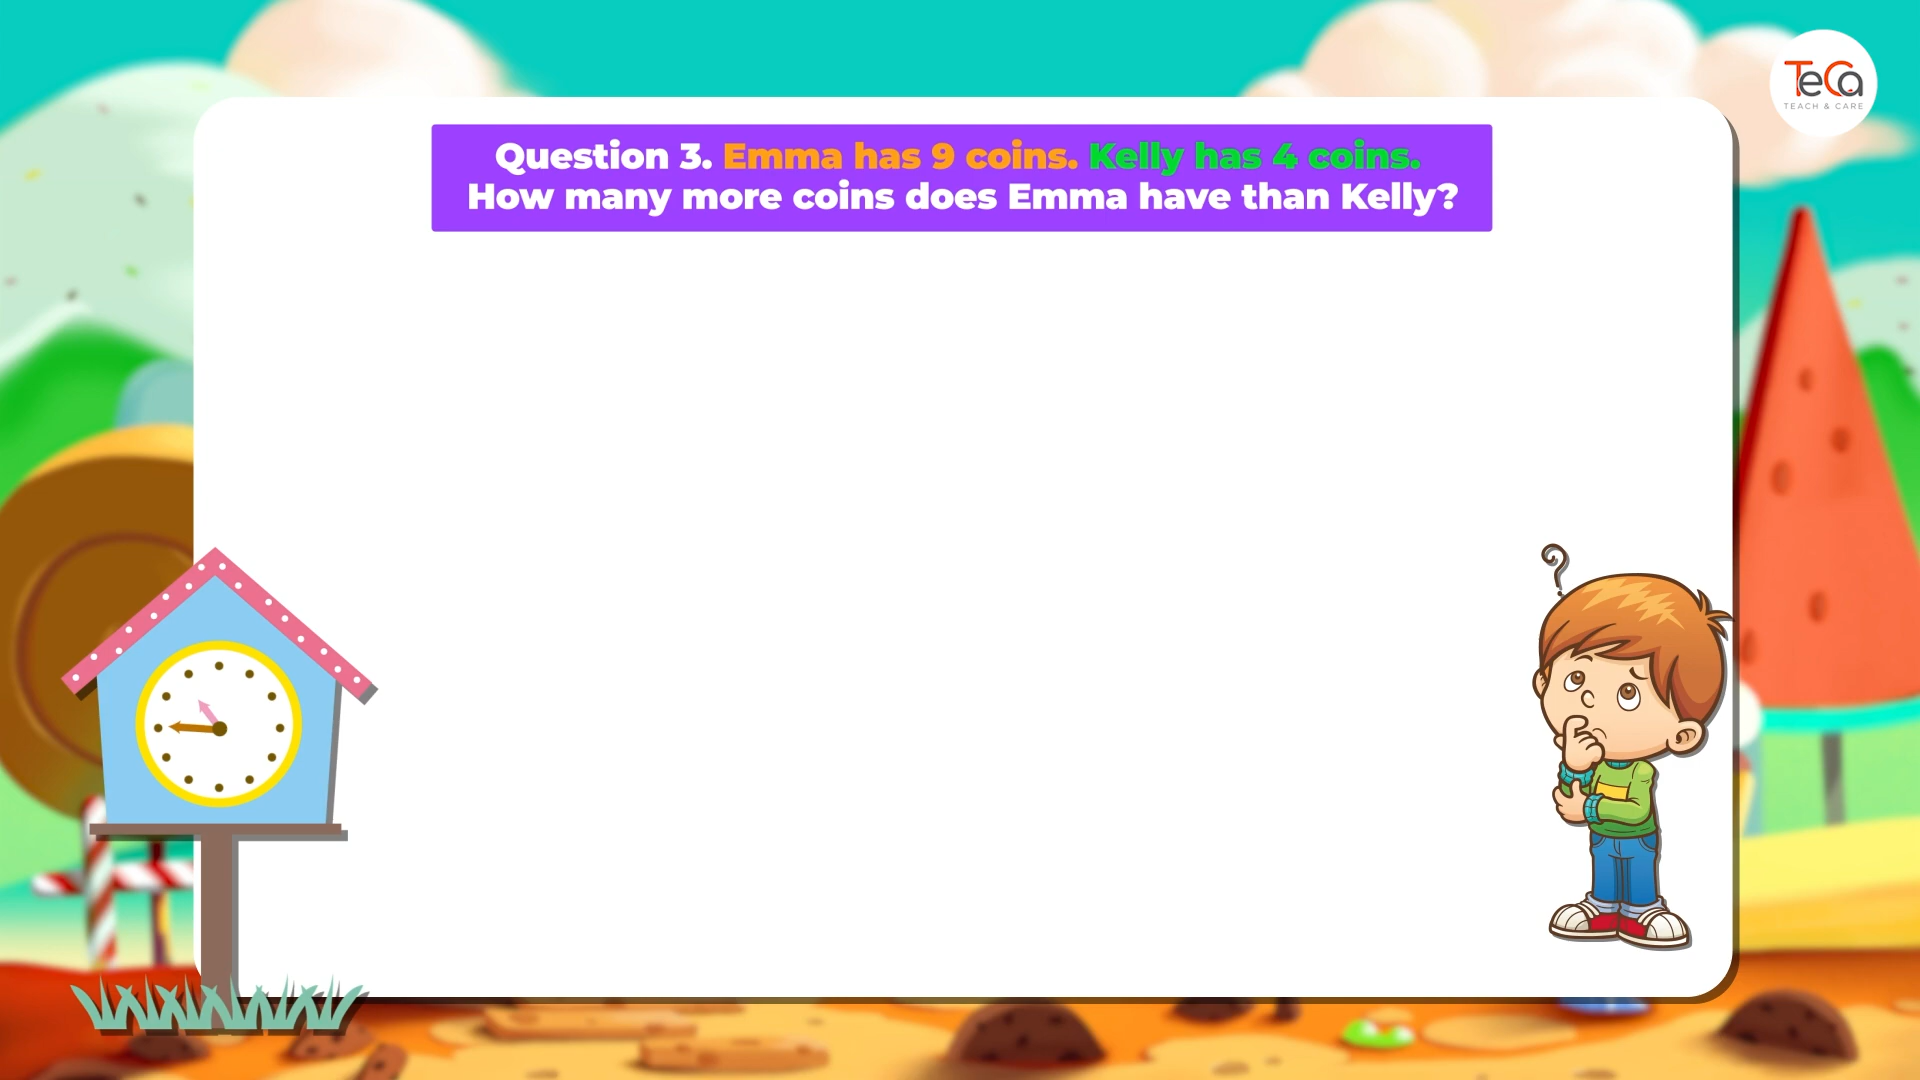 TeCa
TEACH & CARE
Question 3. Emma has 9 coins. Kelly has 4 coins.
How many more coins does Emma have than Kelly?
?